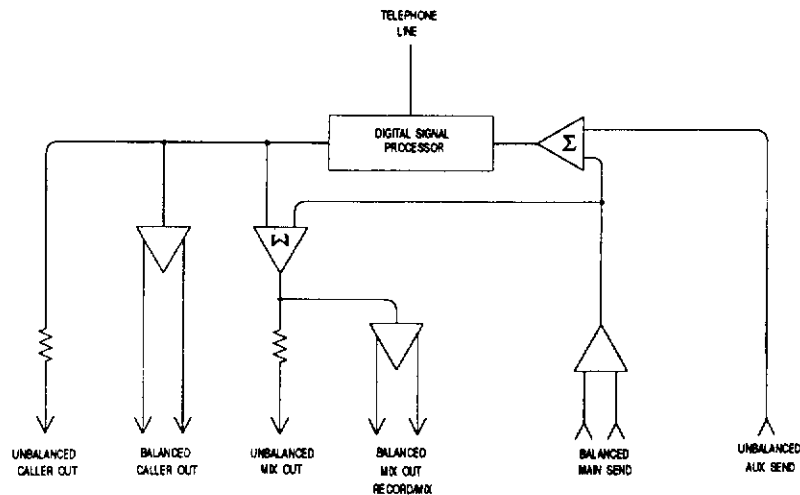 TELEPHONE
LINE
DIGITAL SIGNAL
PROCESSOR
Σ
Σ
UNBALANCED
CALLER OUT
BALANCED
CALLER OUT
UNBALANCED
MIX OUT
BALANCED
MIX OUT
RECORD/MIX
BALANCED
MAIN SEND
UNBALANCED
AUX SEND